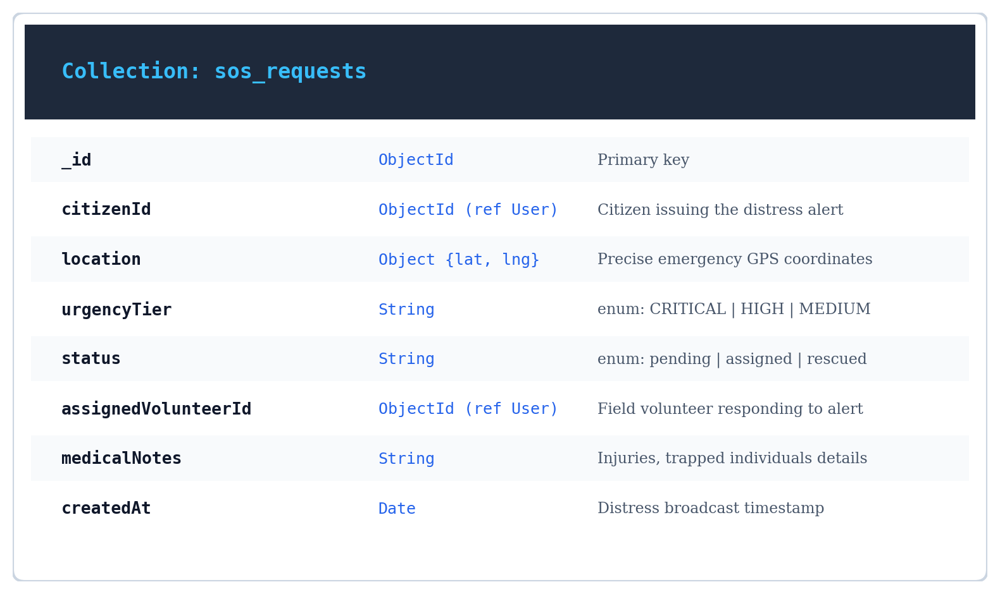 Collection: sos_requests
_id ObjectId Primary key
citizenId ObjectId (ref User) Citizen issuing the distress alert
location Object {lat, lng} Precise emergency GPS coordinates
urgencyTier String enum: CRITICAL | HIGH | MEDIUM
status String enum: pending | assigned | rescued
assignedVolunteerId ObjectId (ref User) Field volunteer responding to alert
medicalNotes String Injuries, trapped individuals details
createdAt Date Distress broadcast timestamp